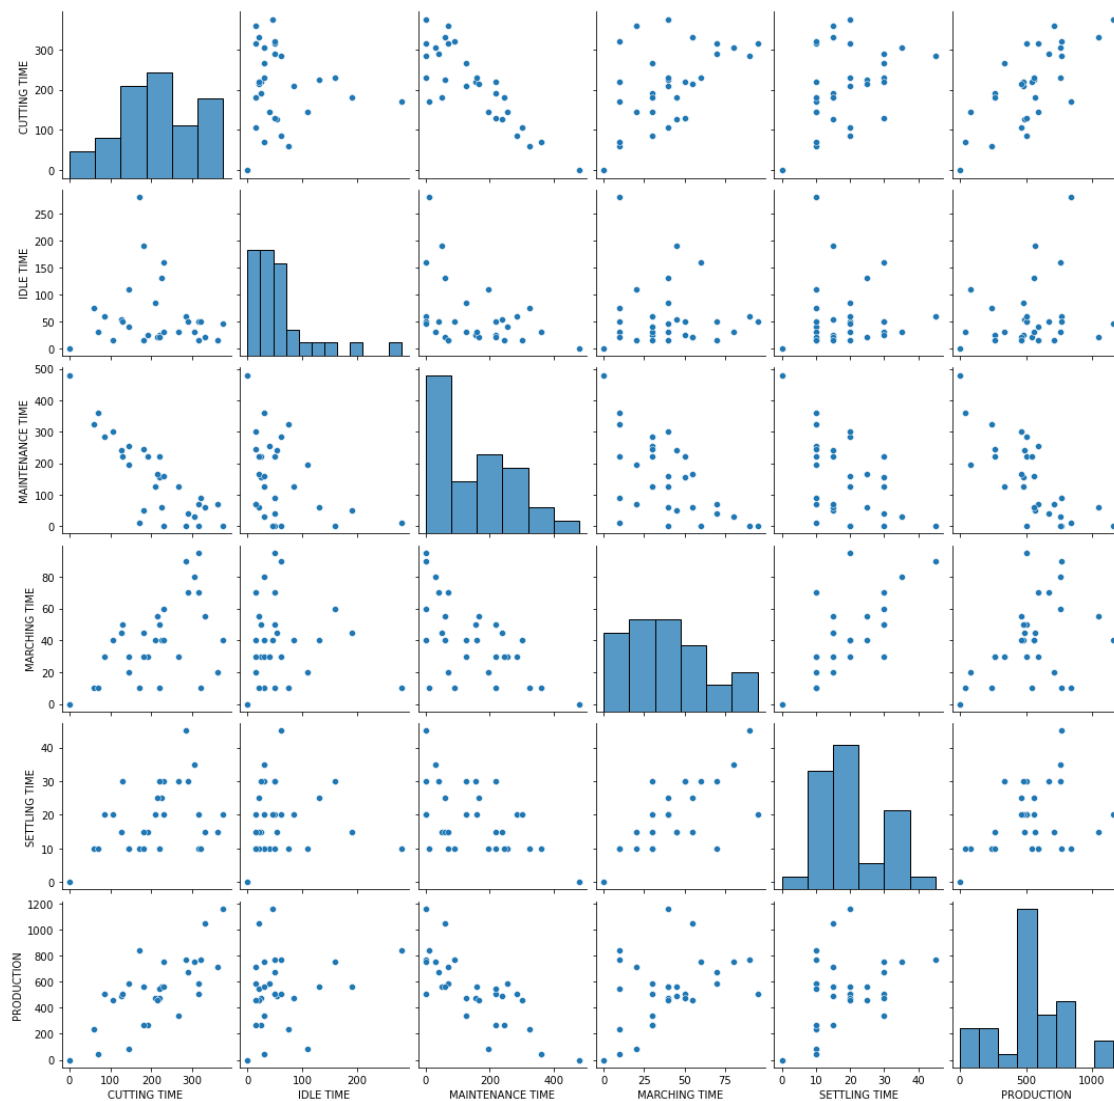 CUTTING TIME
300
200
100
0
IDLE TIME
250
200
150
100
50
0
MAINTENANCE TIME
500
400
300
200
100
0
MARCHING TIME
80
60
40
20
0
SETTLING TIME
40
30
20
10
0
PRODUCTION
1200
1000
800
600
400
200
0
0 100 200 300
0 100 200
0 200 400
0 25 50 75
0 10 20 30 40
0 500 1000
CUTTING TIME
IDLE TIME
MAINTENANCE TIME
MARCHING TIME
SETTLING TIME
PRODUCTION